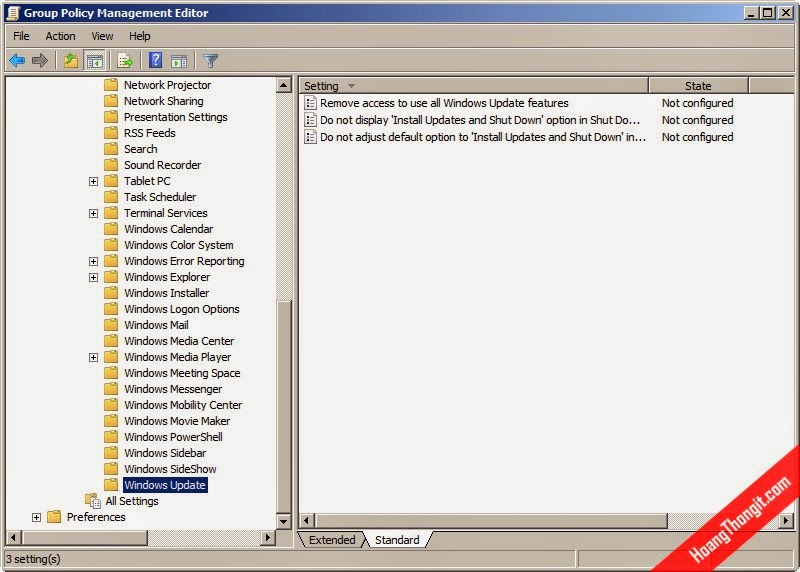 Group Policy Management Editor
File Action View Help
Network Projector
Network Sharing
Presentation Settings
RSS Feeds
Search
Sound Recorder
Tablet PC
Task Scheduler
Terminal Services
Windows Calendar
Windows Color System
Windows Error Reporting
Windows Explorer
Windows Installer
Windows Logon Options
Windows Mail
Windows Media Center
Windows Media Player
Windows Meeting Space
Windows Messenger
Windows Mobility Center
Windows Movie Maker
Windows PowerShell
Windows Sidebar
Windows SideShow
Windows Update
All Settings
Preferences
Setting State
Remove access to use all Windows Update features Not configured
Do not display 'Install Updates and Shut Down' option in Shut Do... Not configured
Do not adjust default option to 'Install Updates and Shut Down' in... Not configured
Extended Standard
3 setting(s)
HoangThongit.com